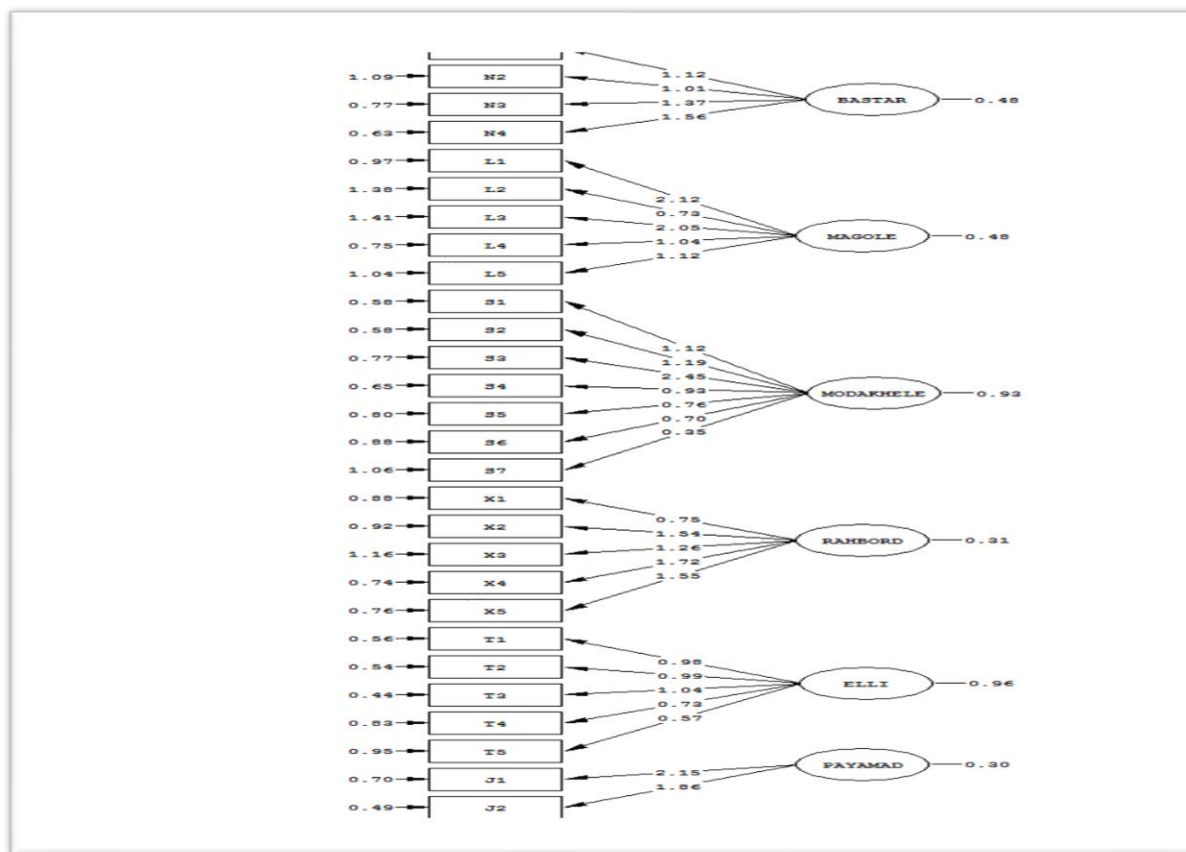 1.12
1.09 N2 1.01 BASTAR 0.48
0.77 N3 1.37
0.63 N4 1.56
0.97 L1
1.38 L2 2.12
1.41 L3 0.73
2.05 MAGOLE 0.48
0.75 L4 1.04
1.04 L5 1.12
0.58 S1
0.58 S2 1.12
0.77 S3 1.19
2.45
0.65 S4 0.93 MODAKHELE 0.93
0.80 S5 0.76
0.70
0.88 S6 0.35
1.06 S7
0.88 X1
0.92 X2 0.75
1.54 RAHBORD 0.31
1.16 X3 1.26
0.74 X4 1.72
1.55
0.76 X5
0.56 T1
0.54 T2 0.98
0.99 ELLI 0.96
0.44 T3 1.04
0.83 T4 0.73
0.57
0.95 T5
0.70 J1 2.15 PAYAMAD 0.30
0.49 J2 1.86